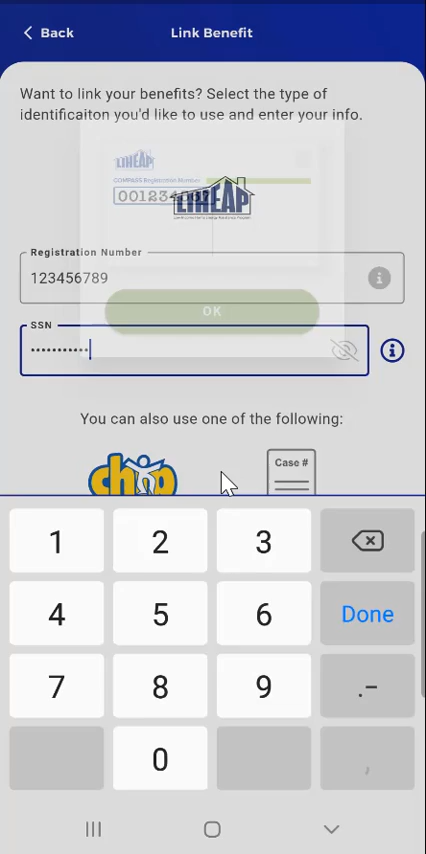 Back
Link Benefit
Want to link your benefits? Select the type of
identificaiton you'd like to use and enter your info.
LIHEAP
COMPASS Registration Number
001234567
LIHEAP
Registration Number
123456789
OK
SSN
•••••••••••
You can also use one of the following:
chip
Case #
1
2
3
4
5
6
Done
7
8
9
.-
0
,